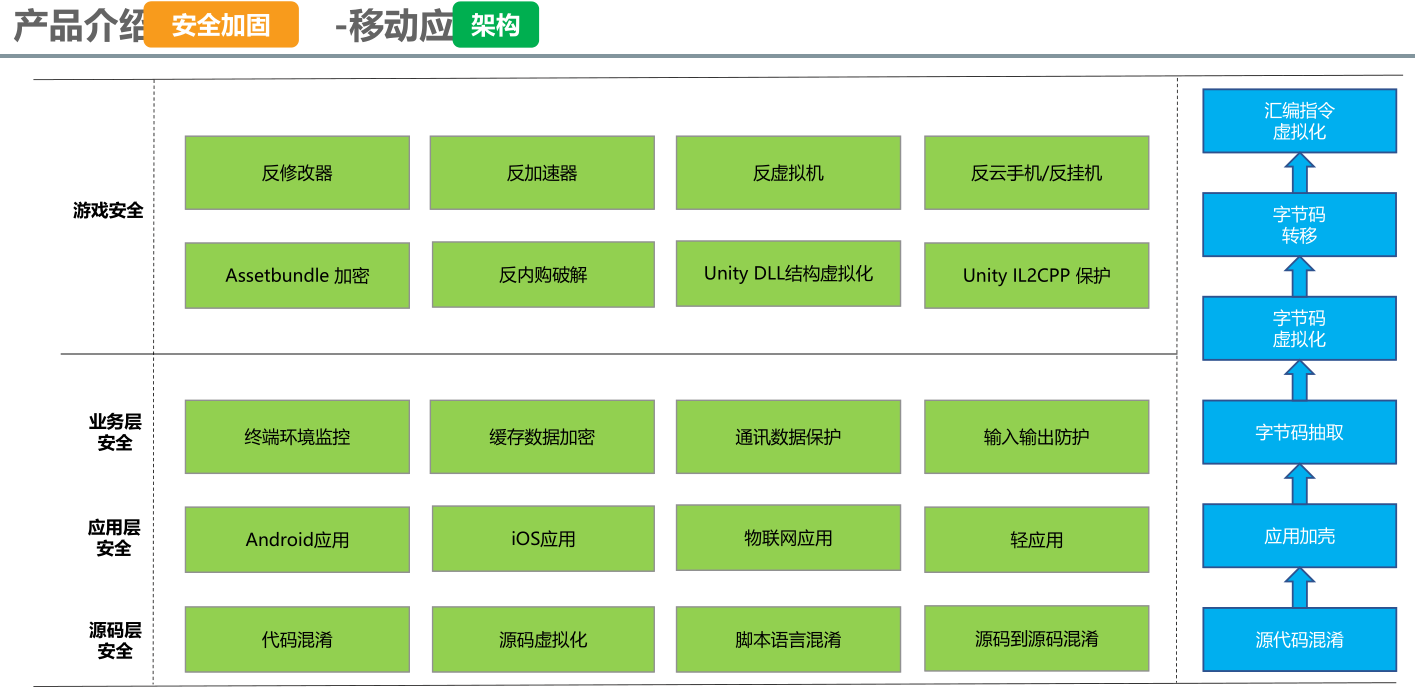 产品介绍 安全加固 -移动应 架构
反修改器 反加速器 反虚拟机 反云手机/反挂机
游戏安全
Assetbundle 加密 反内购破解 Unity DLL结构虚拟化 Unity IL2CPP 保护
业务层
安全
终端环境监控 缓存数据加密 通讯数据保护 输入输出防护
应用层
安全
Android应用 iOS应用 物联网应用 轻应用
源码层
安全
代码混淆 源码虚拟化 脚本语言混淆 源码到源码混淆
汇编指令
虚拟化
字节码
转移
字节码
虚拟化
字节码抽取
应用加壳
源代码混淆